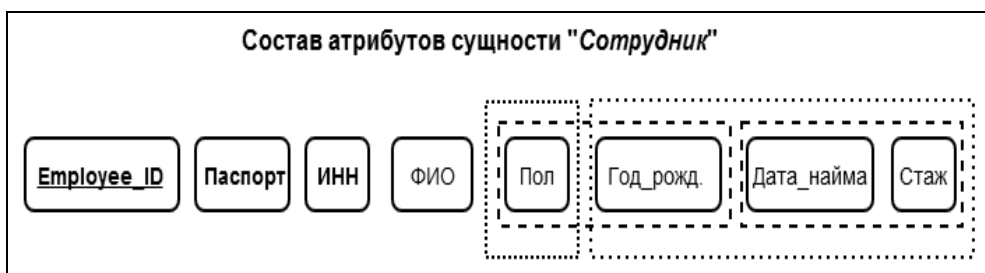 Состав атрибутов сущности "Сотрудник"
Employee_ID Паспорт ИНН ФИО Пол Год_рожд. Дата_найма Стаж